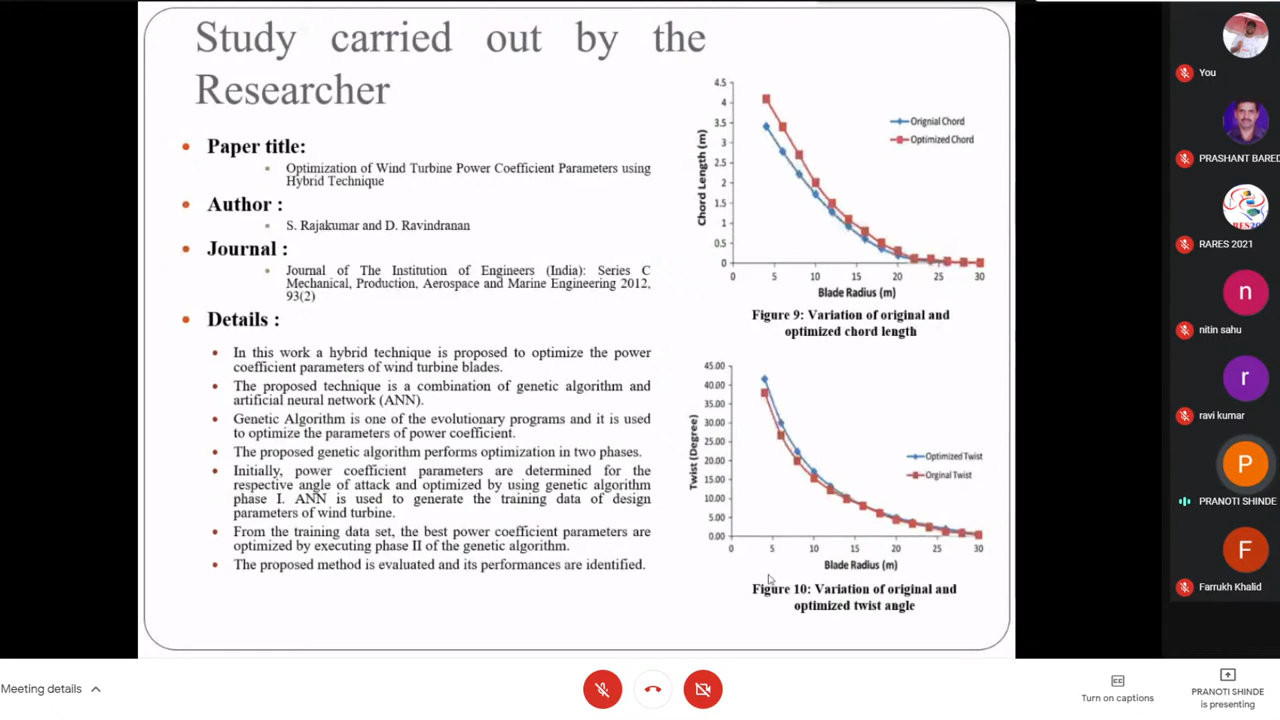 Study carried out by the
Researcher
Paper title:
Optimization of Wind Turbine Power Coefficient Parameters using
Hybrid Technique
Author :
S. Rajakumar and D. Ravindranan
Journal :
Journal of The Institution of Engineers (India): Series C
Mechanical, Production, Aerospace and Marine Engineering 2012,
93(2)
Details :
In this work a hybrid technique is proposed to optimize the power
coefficient parameters of wind turbine blades.
The proposed technique is a combination of genetic algorithm and
artificial neural network (ANN).
Genetic Algorithm is one of the evolutionary programs and it is used
to optimize the parameters of power coefficient.
The proposed genetic algorithm performs optimization in two phases.
Initially, power coefficient parameters are determined for the
respective angle of attack and optimized by using genetic algorithm
phase I. ANN is used to generate the training data of design
parameters of wind turbine.
From the training data set, the best power coefficient parameters are
optimized by executing phase II of the genetic algorithm.
The proposed method is evaluated and its performances are identified.
4.5
4
3.5
3
2.5
2
1.5
1
0.5
0
Chord Length (m)
Orignial Chord
Optimized Chord
0 5 10 15 20 25 30
Blade Radius (m)
Figure 9: Variation of original and
optimized chord length
45.00
40.00
35.00
30.00
25.00
20.00
15.00
10.00
5.00
0.00
Twist (Degree)
Optimized Twist
Orginal Twist
0 5 10 15 20 25 30
Blade Radius (m)
Figure 10: Variation of original and
optimized twist angle
You
PRASHANT BARED
RES20
RARES 2021
n
nitin sahu
r
ravi kumar
P
PRANOTI SHINDE
F
Farrukh Khalid
Meeting details
CC
Turn on captions
PRANOTI SHINDE
is presenting